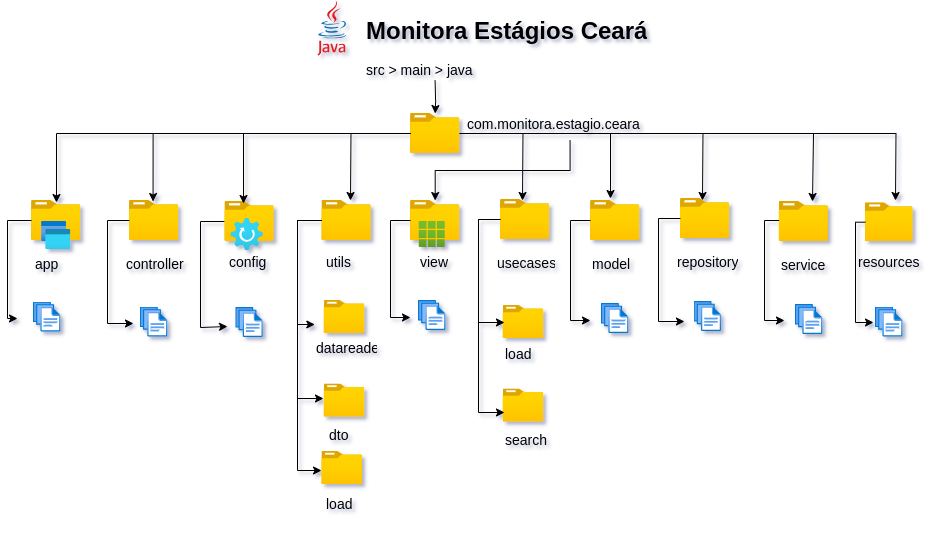 Java
Monitora Estágios Ceará
src > main > java
com.monitora.estagio.ceara
app
controller
config
utils
view
usecases
model
repository
service
resources
datareade
load
dto
search
load